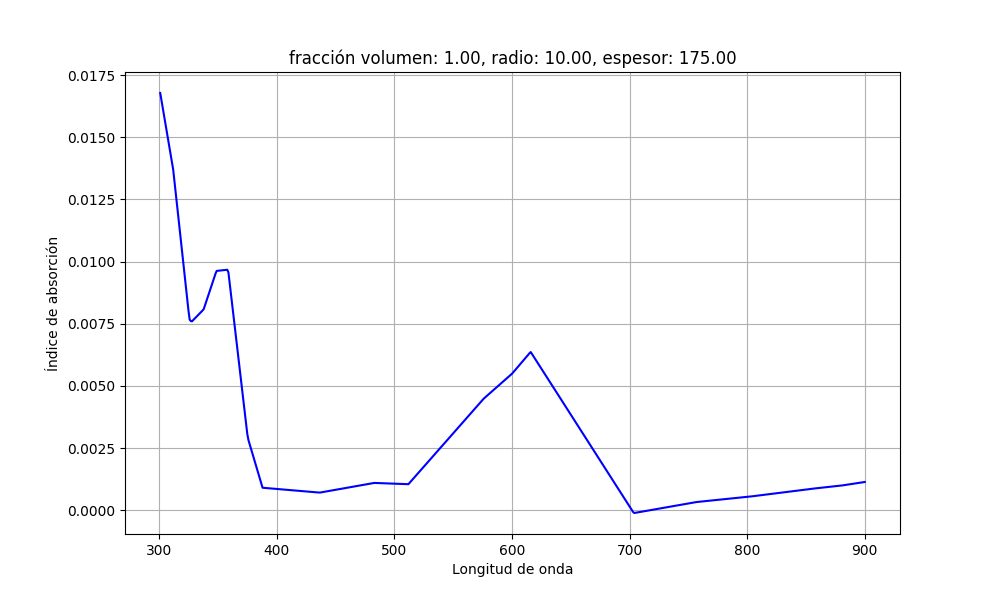 fracción volumen: 1.00, radio: 10.00, espesor: 175.00
Índice de absorción
0.0175
0.0150
0.0125
0.0100
0.0075
0.0050
0.0025
0.0000
300 400 500 600 700 800 900
Longitud de onda